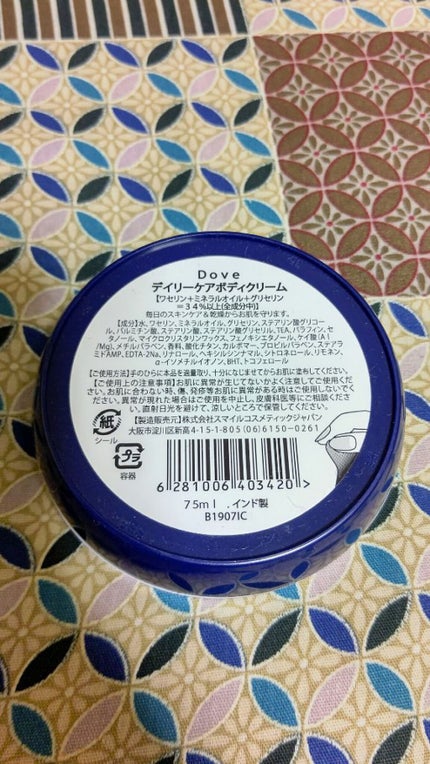 Dove
デイリーケアボディクリーム
【ワセリン+ミネラルオイル+グリセリン
=34%以上(全成分中)】
毎日のスキンケア&乾燥からお肌を守ります。
【成分】水、ワセリン、ミネラルオイル、グリセリン、ステアリン酸グリコー
ル、パルミチン酸、ステアリン酸、ステアリン酸グリセリル、TEA、パラフィン、セ
タノール、マイクロクリスタリンワックス、フェノキシエタノール、ケイ酸(Al
/Mg)、メチルパラベン、香料、酸化チタン、カルボマー、プロピルパラベン、ステアラ
ミドAMP、EDTA-2Na、リナロール、ヘキシルシンナマル、シトロネロール、リモネン、
α-イソメチルイオノン、BHT、トコフェロール
【ご使用方法】手のひらに本品を適量取り、十分になじませてからお肌に塗布してください。
【ご使用上の注意事項】お肌に異常が生じてないかよく注意してご使用くだ
さい。お肌に合わない時、傷、発疹等お肌に異常がある時はご使用しないでく
ださい。異常が現れた場合はご使用を中止し、皮膚科医等にご相談くださ
い。直射日光を避けて、涼しいところで保管してください。
【製造販売元】株式会社スマイルコスメティックジャパン
大阪市淀川区新高4-15-1-805 (06)6150-0261
紙
シール
プラ
容器
6 281006 403420 >
75ml . インド製
B1907IC